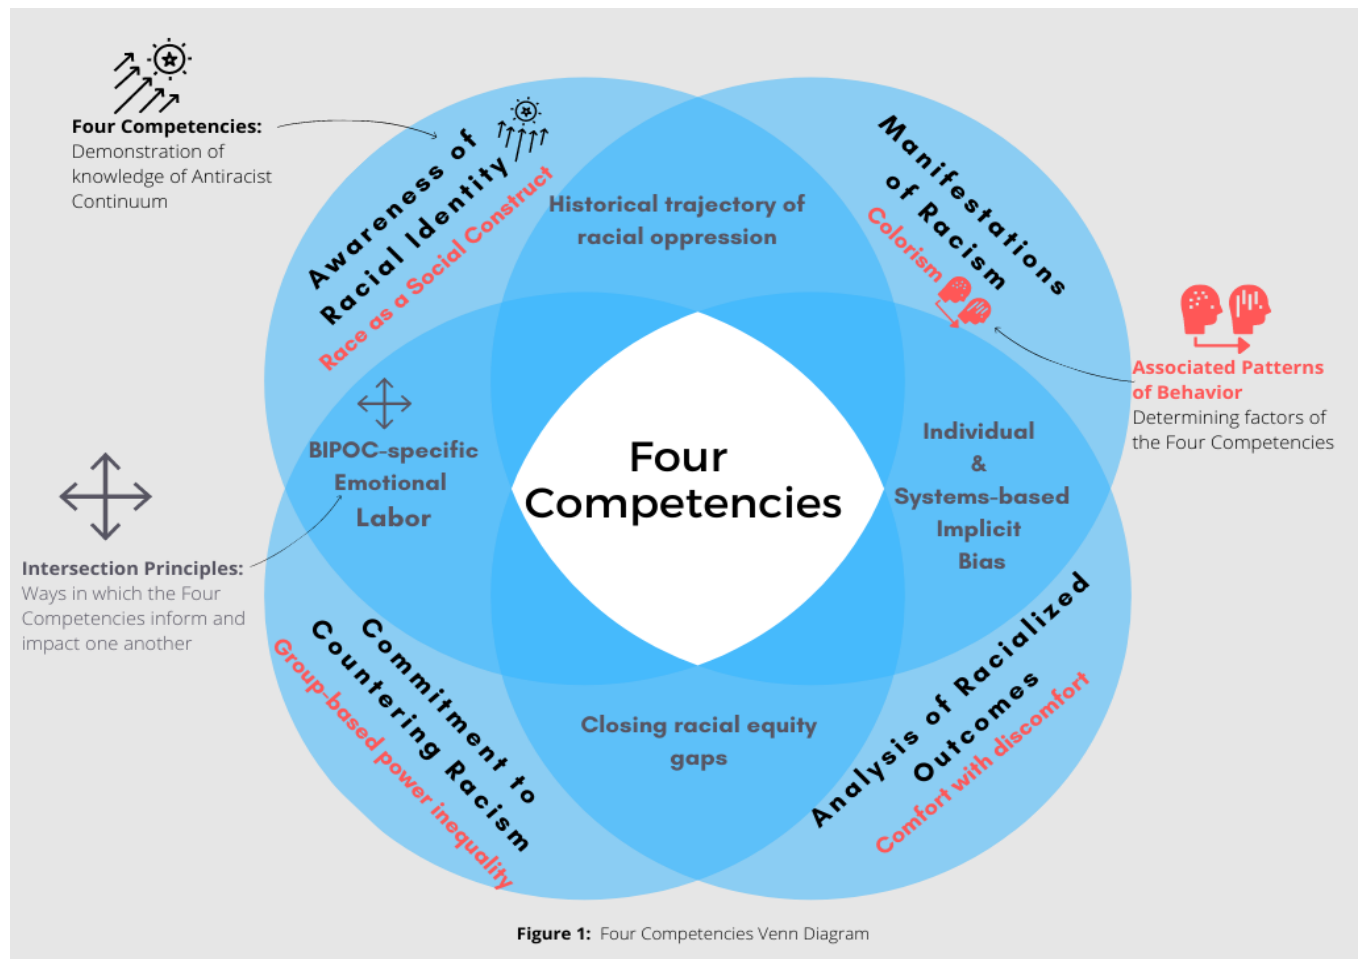 Four Competencies:
Demonstration of
knowledge of Antiracist
Continuum
Awareness of
Racial Identity
Race as a Social Construct
Historical trajectory of
racial oppression
Manifestations
of Racism
Colorism
Associated Patterns
of Behavior
Determining factors of
the Four Competencies
BIPOC-specific
Emotional
Labor
Four
Competencies
Individual
&
Systems-based
Implicit
Bias
Intersection Principles:
Ways in which the Four
Competencies inform and
impact one another
Commitment to
Countering Racism
Group-based power inequality
Closing racial equity
gaps
Analysis of Racialized
Outcomes
Comfort with discomfort
Figure 1: Four Competencies Venn Diagram